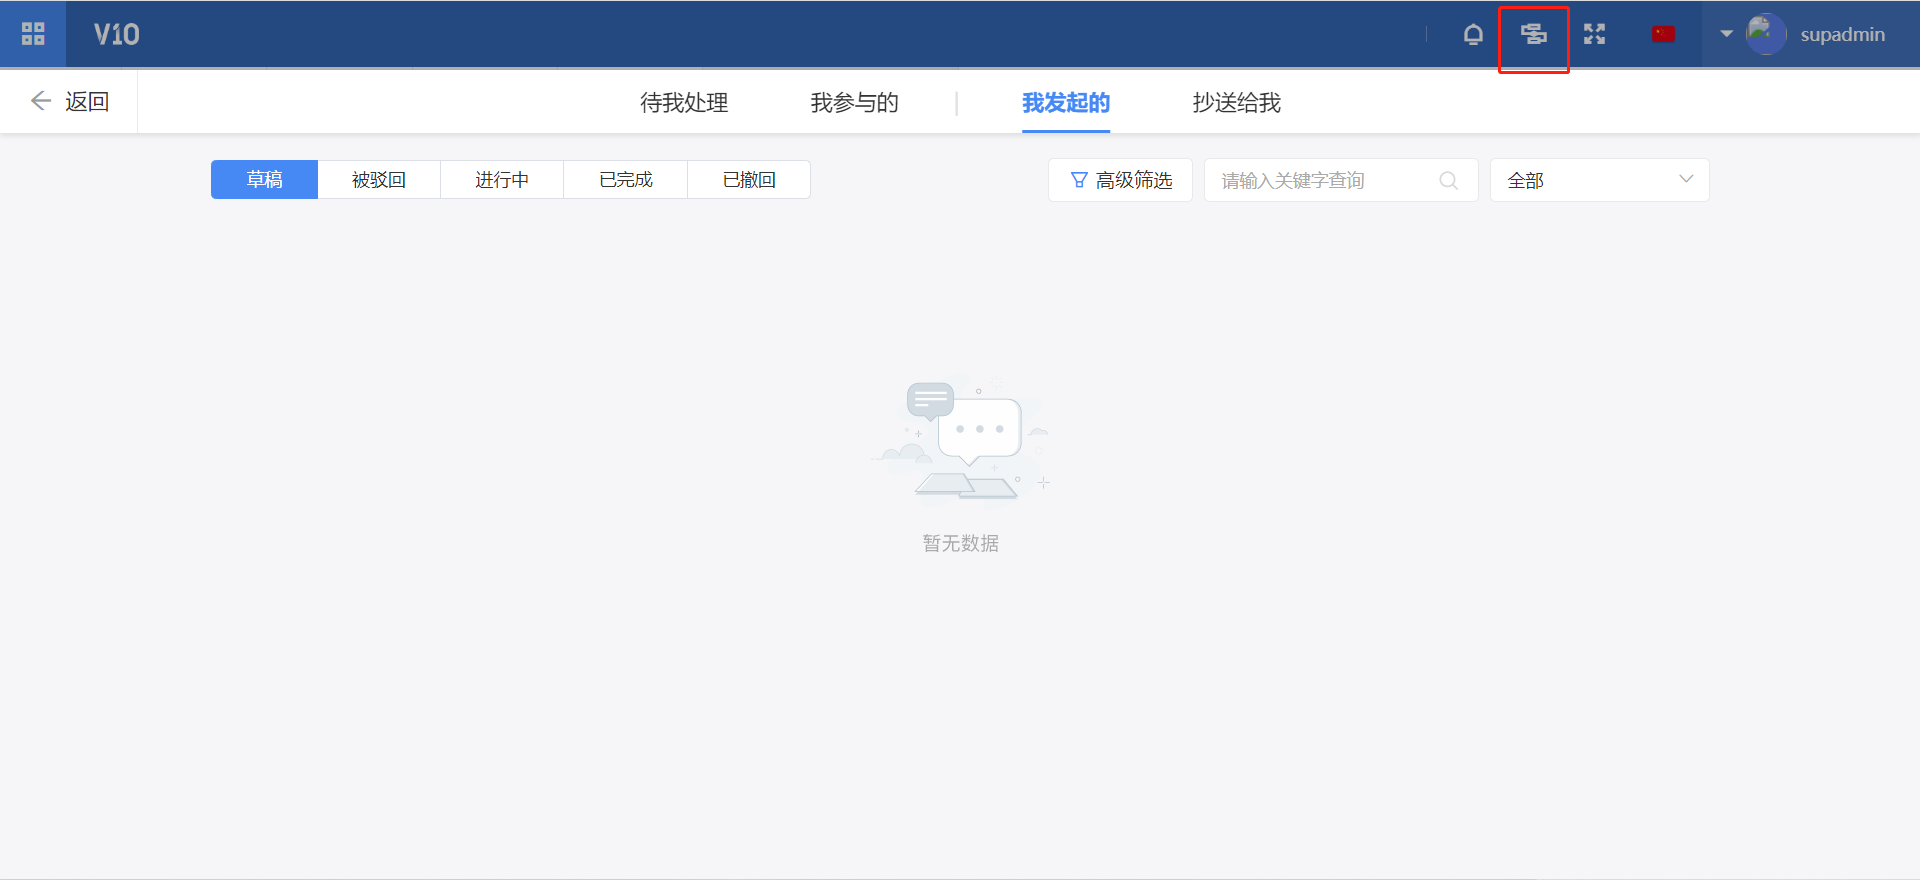 V10
supadmin
返回
待我处理
我参与的
我发起的
抄送给我
草稿
被驳回
进行中
已完成
已撤回
高级筛选
请输入关键字查询
全部
暂无数据